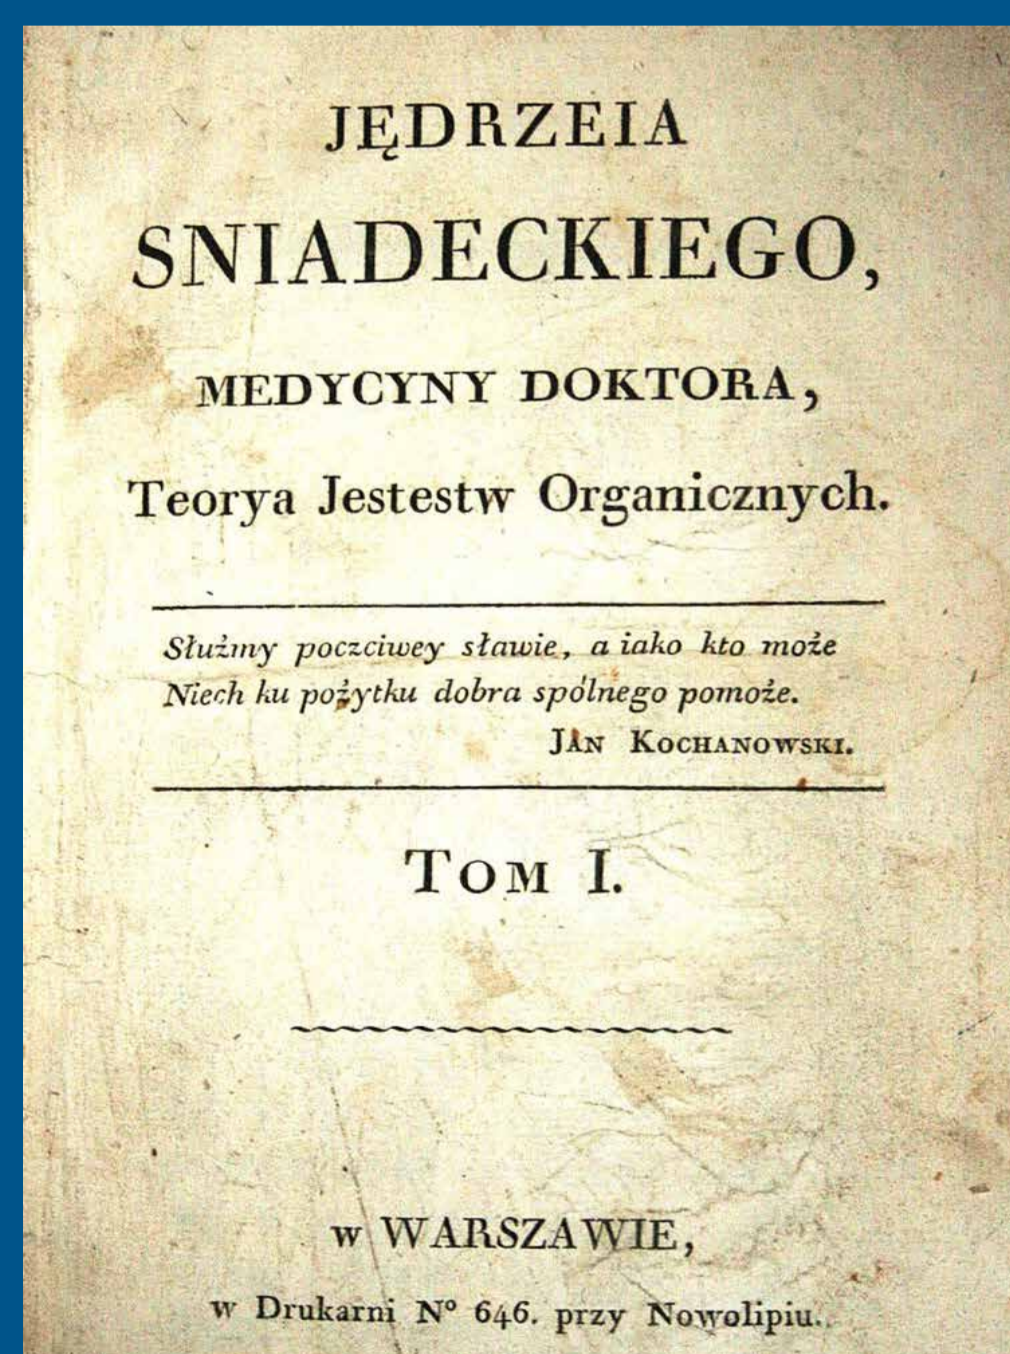 JĘDRZEIA
SNIADECKIEGO,
MEDYCYNY DOKTORA,
Teorya Jestestw Organicznych.
Służmy poczciwey sławie, a iako kto może
Niech ku pożytku dobra spólnego pomoże.
JAN KOCHANOWSKI.
TOM I.
w WARSZAWIE,
w Drukarni Nº 646. przy Nowolipiu.